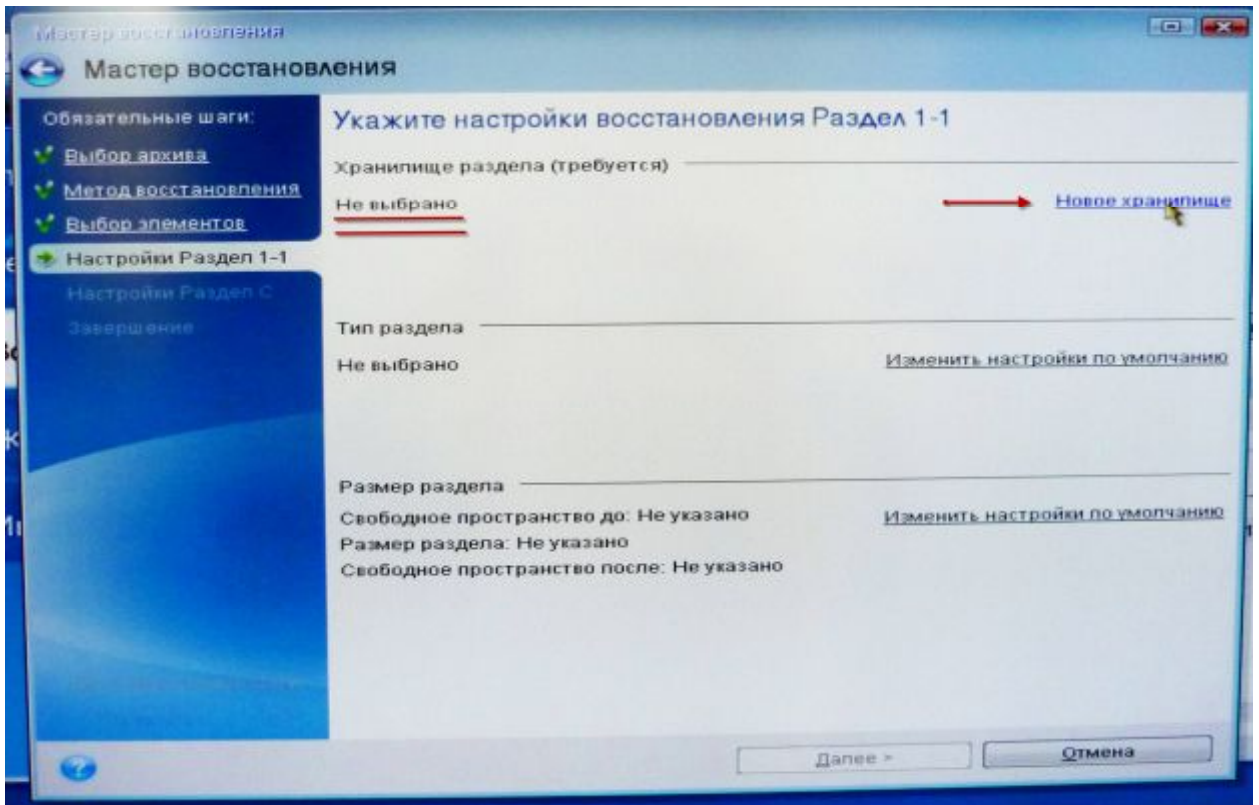 Мастер восстановления
Мастер восстановления
Обязательные шаги:
Выбор архива
Метод восстановления
Выбор элементов
Настройки Раздел 1-1
Настройки Раздел C
Завершение
Укажите настройки восстановления Раздел 1-1
Хранилище раздела (требуется)
Не выбрано
Новое хранилище
Тип раздела
Не выбрано
Изменить настройки по умолчанию
Размер раздела
Свободное пространство до: Не указано
Изменить настройки по умолчанию
Размер раздела: Не указано
Свободное пространство после: Не указано
Далее >
Отмена